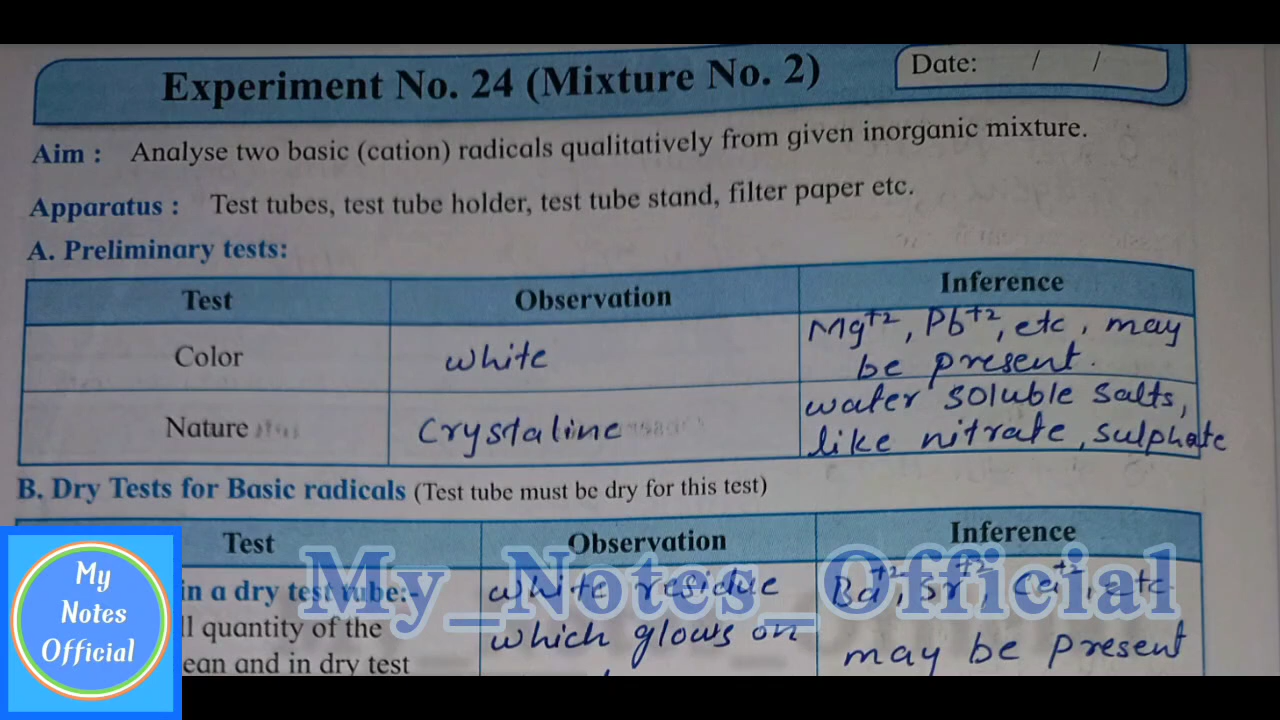 Experiment No. 24 (Mixture No. 2)
Date: / /
Aim : Analyse two basic (cation) radicals qualitatively from given inorganic mixture.
Apparatus : Test tubes, test tube holder, test tube stand, filter paper etc.
A. Preliminary tests:
Test Observation Inference
Color white Mg+2, Pb+2, etc, may
be present.
Nature Crystaline water soluble salts,
like nitrate, sulphate
B. Dry Tests for Basic radicals (Test tube must be dry for this test)
Test Observation Inference
in a dry test tube:- white residue Ba+2, Sr+2, Ca+2, etc
quantity of the which glows on may be present
and in dry test
My_Notes_Official
My
Notes
Official